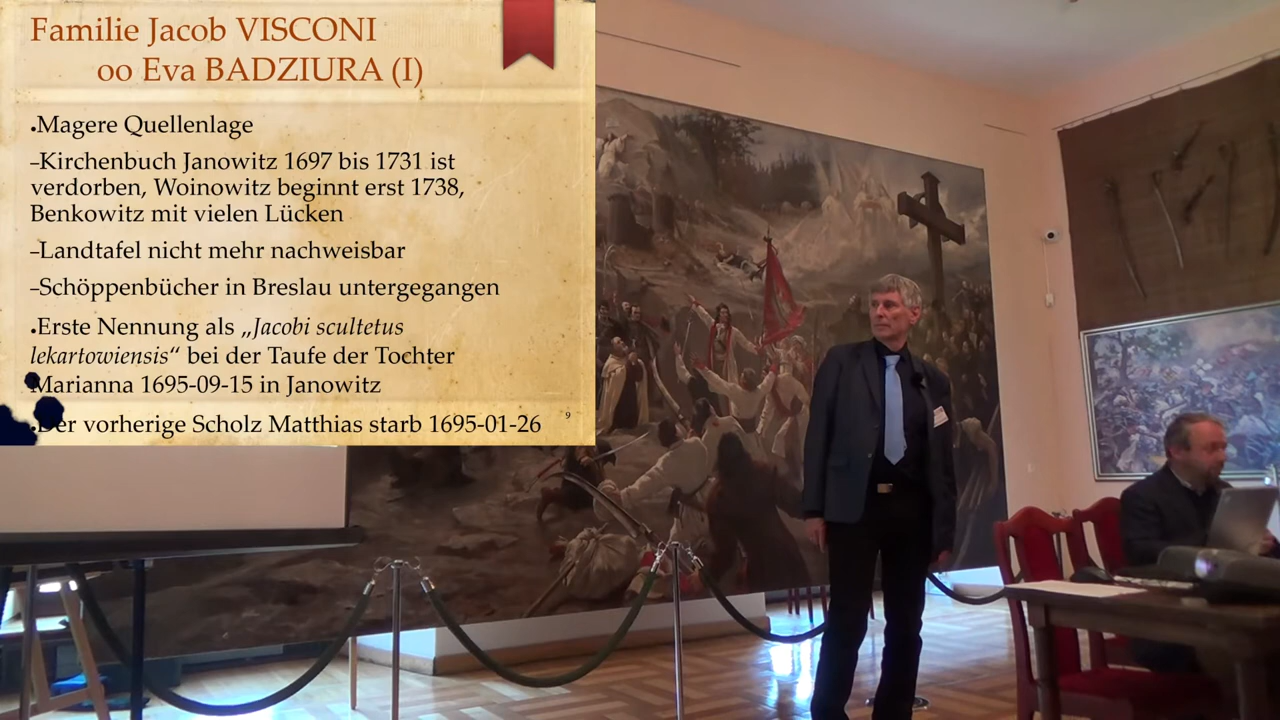 Familie Jacob VISCONI
oo Eva BADZIURA (I)
•Magere Quellenlage
–Kirchenbuch Janowitz 1697 bis 1731 ist
verdorben, Woinowitz beginnt erst 1738,
Benkowitz mit vielen Lücken
–Landtafel nicht mehr nachweisbar
–Schöppenbücher in Breslau untergegangen
•Erste Nennung als „Jacobi scultetus
lekartowiensis“ bei der Taufe der Tochter
Marianna 1695-09-15 in Janowitz
•Der vorherige Scholz Matthias starb 1695-01-26
9